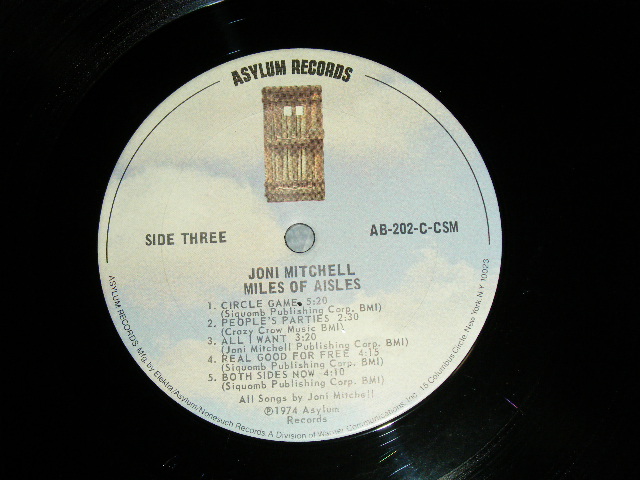 ASYLUM RECORDS
SIDE THREE
AB-202-C-CSM
JONI MITCHELL
MILES OF AISLES
1. CIRCLE GAME 5:20
(Siquomb Publishing Corp. BMI)
2. PEOPLE'S PARTIES 2:30
(Crazy Crow Music BMI)
3. ALL I WANT 3:20
(Joni Mitchell Publishing BMI)
4. REAL GOOD FOR FREE 4:15
(Siquomb Publishing Corp. BMI)
5. BOTH SIDES NOW 4:10
(Siquomb Publishing Corp. BMI)
All Songs by Joni Mitchell
℗1974 Asylum
Records
ASYLUM RECORDS Mfg. by Elektra/Asylum/Nonesuch Records A Division of Warner Communications, Inc. 15 Columbus Circle, New York N.Y. 10023